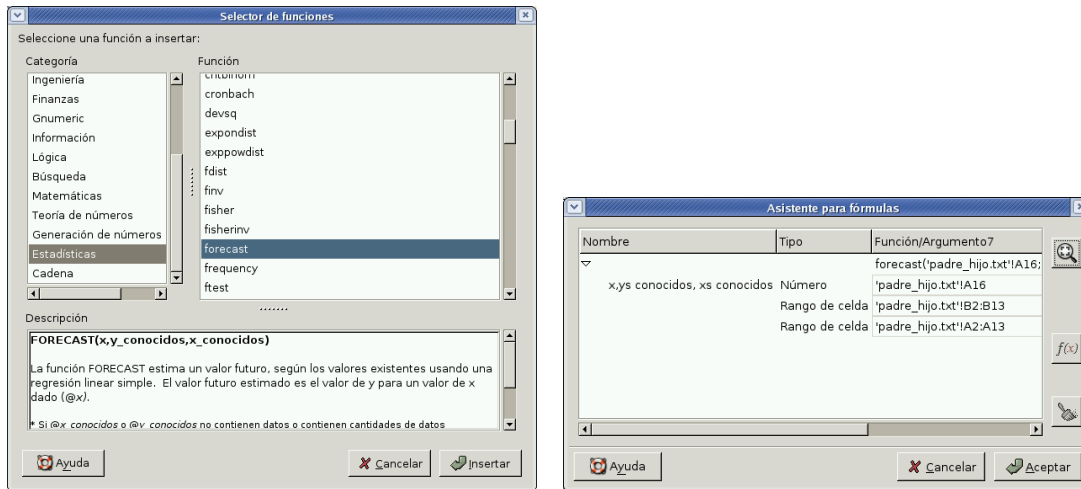 Selector de funciones
Seleccione una función a insertar:
Categoría
Ingeniería
Finanzas
Gnumeric
Información
Lógica
Búsqueda
Matemáticas
Teoría de números
Generación de números
Estadísticas
Cadena
Función
cronbach
devsq
expondist
exppowdist
fdist
finv
fisher
fisherinv
forecast
frequency
ftest
Descripción
FORECAST(x,y_conocidos,x_conocidos)
La función FORECAST estima un valor futuro, según los valores existentes usando una
regresión linear simple. El valor futuro estimado es el valor de y para un valor de x
dado (@x).
* Si @x_conocidos o @y_conocidos no contienen datos o contienen cantidades de datos
Ayuda
Cancelar
Insertar
Asistente para fórmulas
Nombre Tipo Función/Argumento7
forecast('padre_hijo.txt'!A16;
x,ys conocidos, xs conocidos Número 'padre_hijo.txt'!A16
Rango de celda 'padre_hijo.txt'!B2:B13
Rango de celda 'padre_hijo.txt'!A2:A13
f(x)
Ayuda
Cancelar
Aceptar